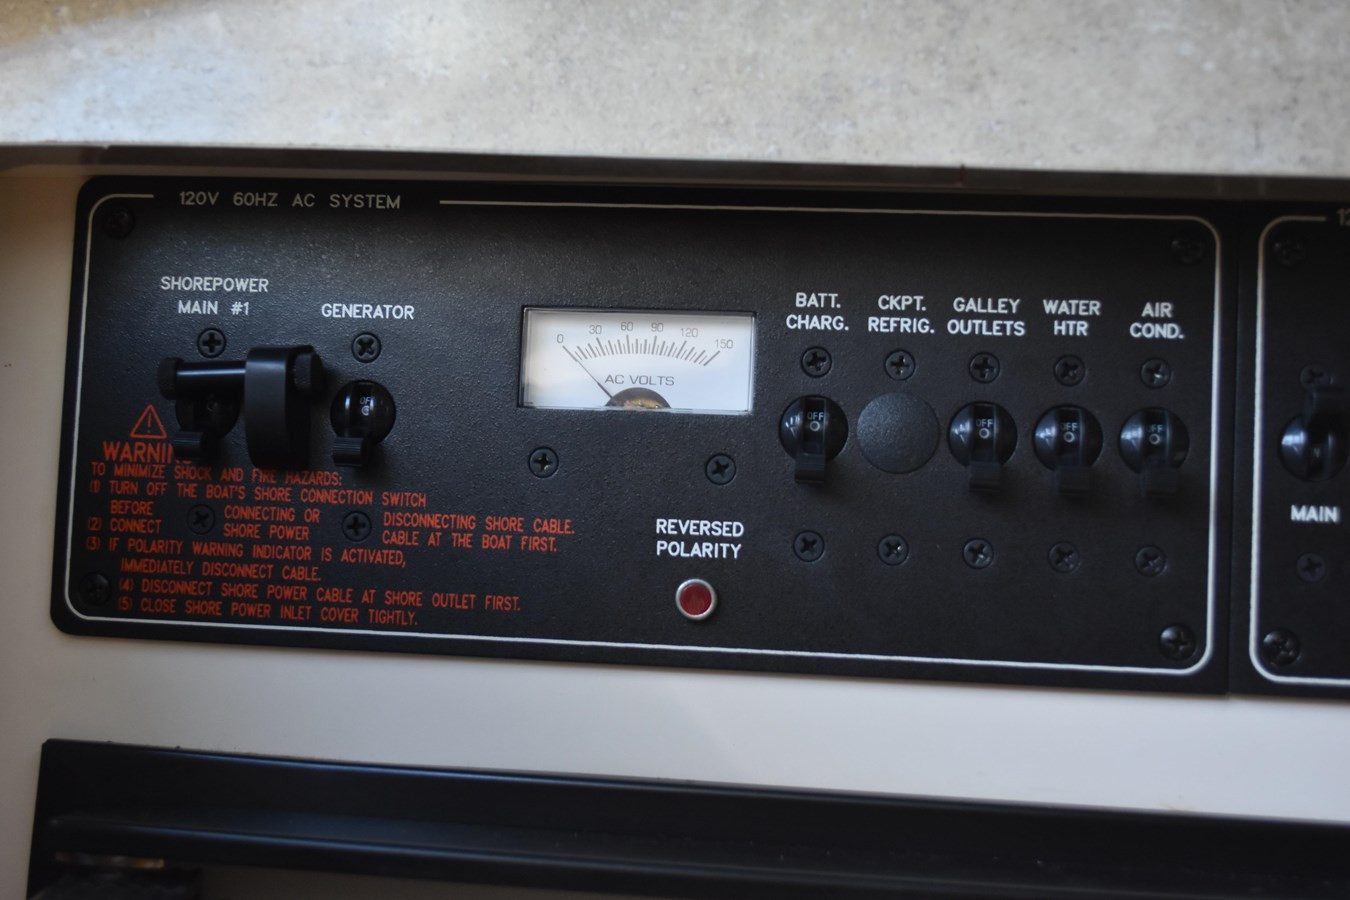 120V 60HZ AC SYSTEM
SHOREPOWER
MAIN #1
GENERATOR
OFF
0 30 60 90 120 150
AC VOLTS
BATT.
CHARG.
CKPT.
REFRIG.
GALLEY
OUTLETS
WATER
HTR
AIR
COND.
OFF
OFF
OFF
OFF
WARNING
TO MINIMIZE SHOCK AND FIRE HAZARDS:
(1) TURN OFF THE BOAT'S SHORE CONNECTION SWITCH
BEFORE CONNECTING OR DISCONNECTING SHORE CABLE.
(2) CONNECT SHORE POWER CABLE AT THE BOAT FIRST.
(3) IF POLARITY WARNING INDICATOR IS ACTIVATED,
IMMEDIATELY DISCONNECT CABLE.
(4) DISCONNECT SHORE POWER CABLE AT SHORE OUTLET FIRST.
(5) CLOSE SHORE POWER INLET COVER TIGHTLY.
REVERSED
POLARITY
MAIN